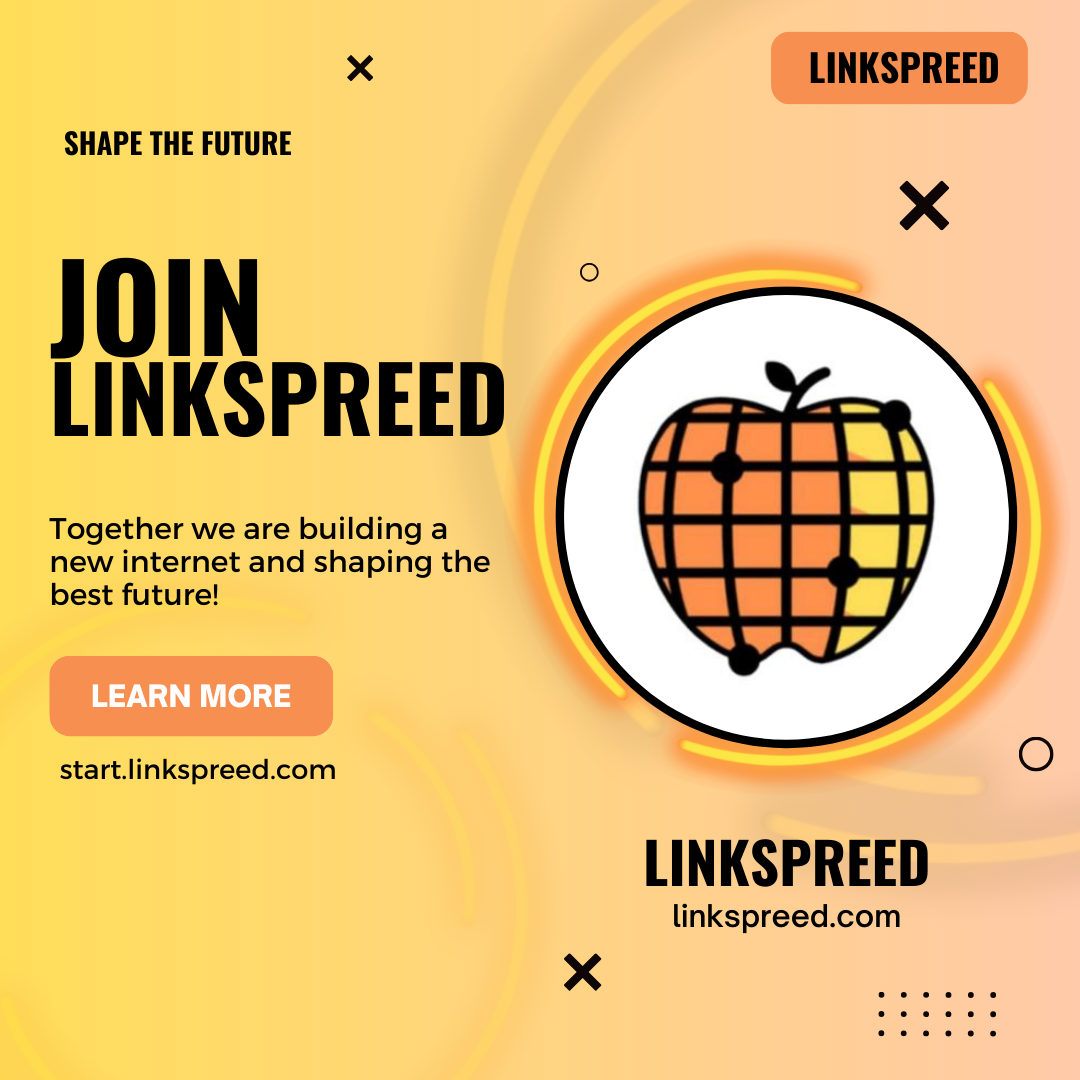 LINKSPREED
SHAPE THE FUTURE
JOIN
LINKSPREED
Together we are building a
new internet and shaping the
best future!
LEARN MORE
start.linkspreed.com
LINKSPREED
linkspreed.com